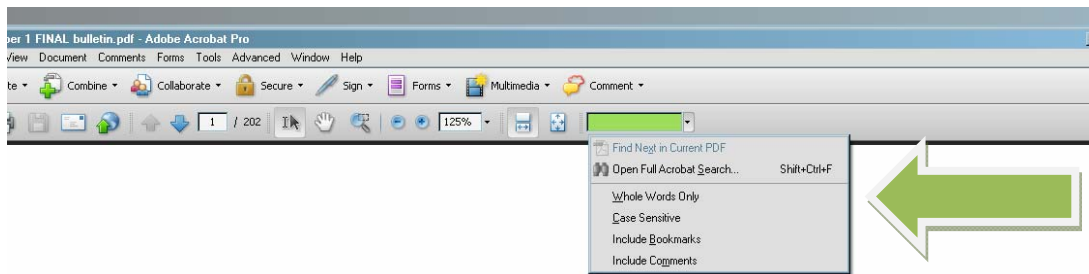 per 1 FINAL bulletin.pdf - Adobe Acrobat Pro
View Document Comments Forms Tools Advanced Window Help
Combine Collaborate Secure Sign Forms Multimedia Comment
1 / 202 125%
Find Next in Current PDF
Open Full Acrobat Search... Shift+Ctrl+F
Whole Words Only
Case Sensitive
Include Bookmarks
Include Comments